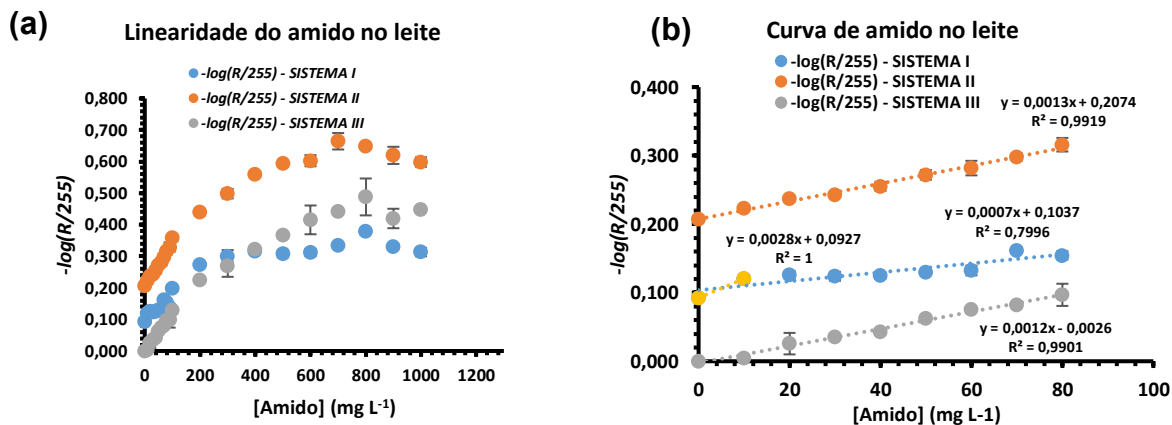 (a)
Linearidade do amido no leite
-log(R/255) - SISTEMA I
-log(R/255) - SISTEMA II
-log(R/255) - SISTEMA III
-log(R/255)
0,800
0,700
0,600
0,500
0,400
0,300
0,200
0,100
0,000
0
200
400
600
800
1000
1200
[Amido] (mg L-1)
(b)
Curva de amido no leite
-log(R/255) - SISTEMA I
-log(R/255) - SISTEMA II
-log(R/255) - SISTEMA III
-log(R/255)
0,400
0,300
0,200
0,100
0,000
y = 0,0013x + 0,2074
R² = 0,9919
y = 0,0007x + 0,1037
R² = 0,7996
y = 0,0028x + 0,0927
R² = 1
y = 0,0012x - 0,0026
R² = 0,9901
0
20
40
60
80
100
[Amido] (mg L-1)